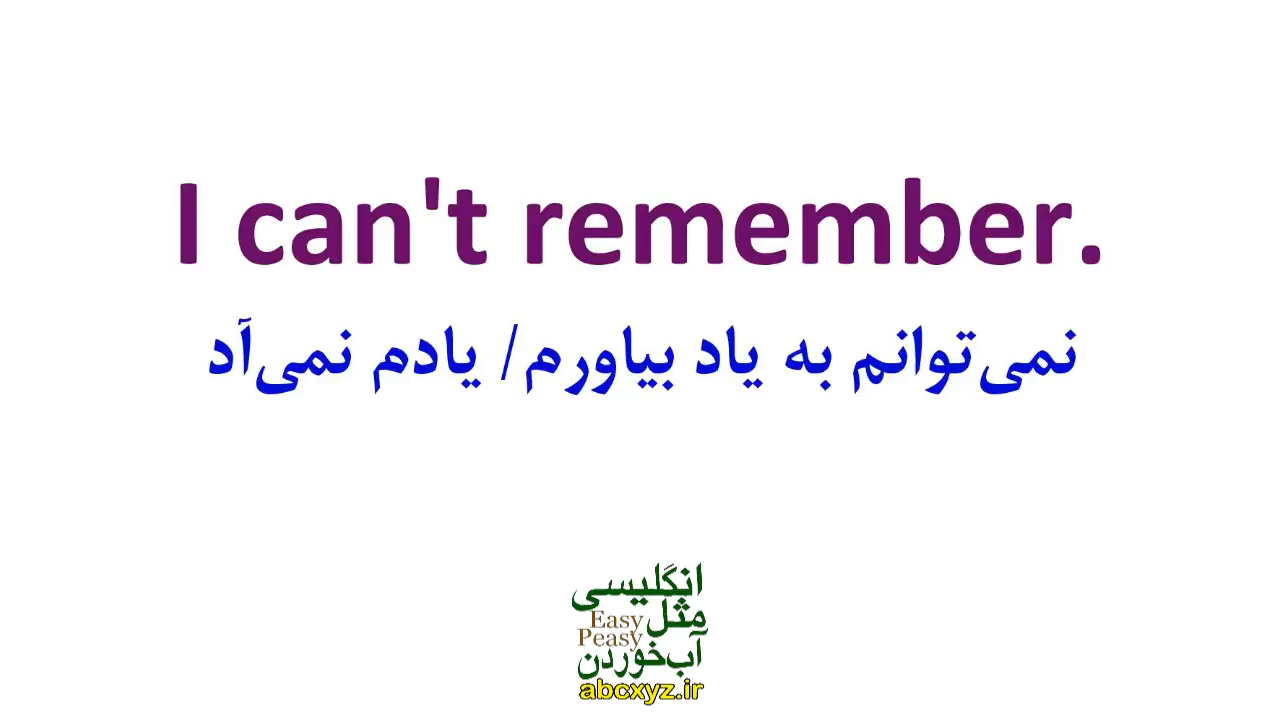 I can't remember.
نمی‌توانم به یاد بیاورم/ یادم نمی‌آد
انگلیسی
مثل
Easy
Peasy
آب‌خوردن
abcxyz.ir